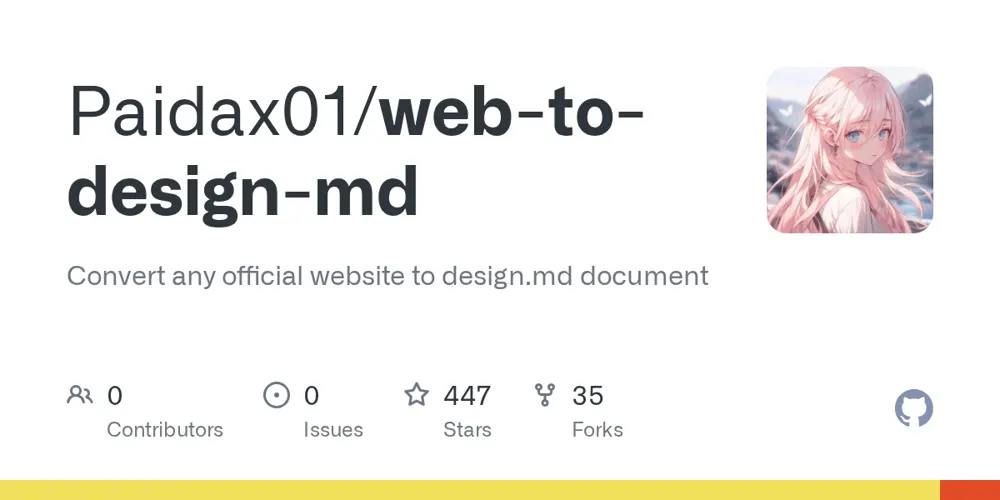 Paidax01/web-to-
design-md
Convert any official website to design.md document
0
Contributors
0
Issues
447
Stars
35
Forks